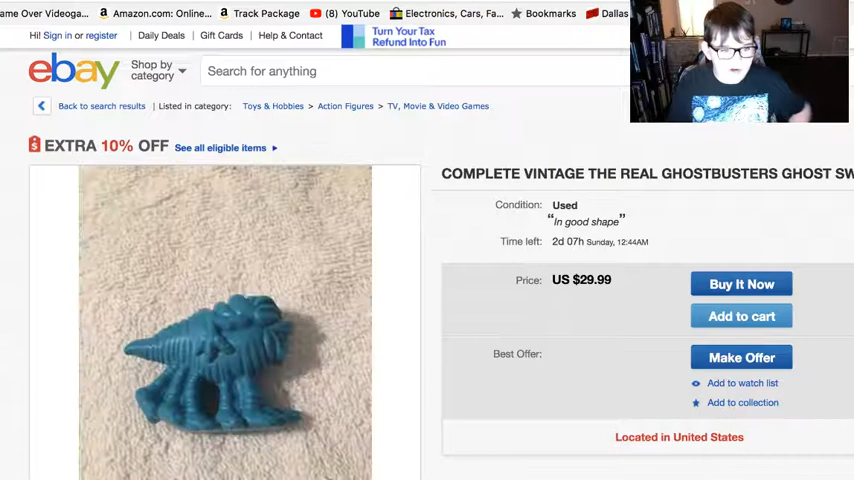 ame Over Videoga... Amazon.com: Online... Track Package (8) YouTube Electronics, Cars, Fa... Bookmarks Dallas
Hi! Sign in or register Daily Deals Gift Cards Help & Contact
Turn Your Tax
Refund Into Fun
ebay
Shop by
category
Search for anything
Back to search results | Listed in category: Toys & Hobbies > Action Figures > TV, Movie & Video Games
EXTRA 10% OFF See all eligible items
COMPLETE VINTAGE THE REAL GHOSTBUSTERS GHOST SW
Condition: Used
"In good shape"
Time left: 2d 07h Sunday, 12:44AM
Price: US $29.99
Buy It Now
Add to cart
Best Offer:
Make Offer
Add to watch list
Add to collection
Located in United States